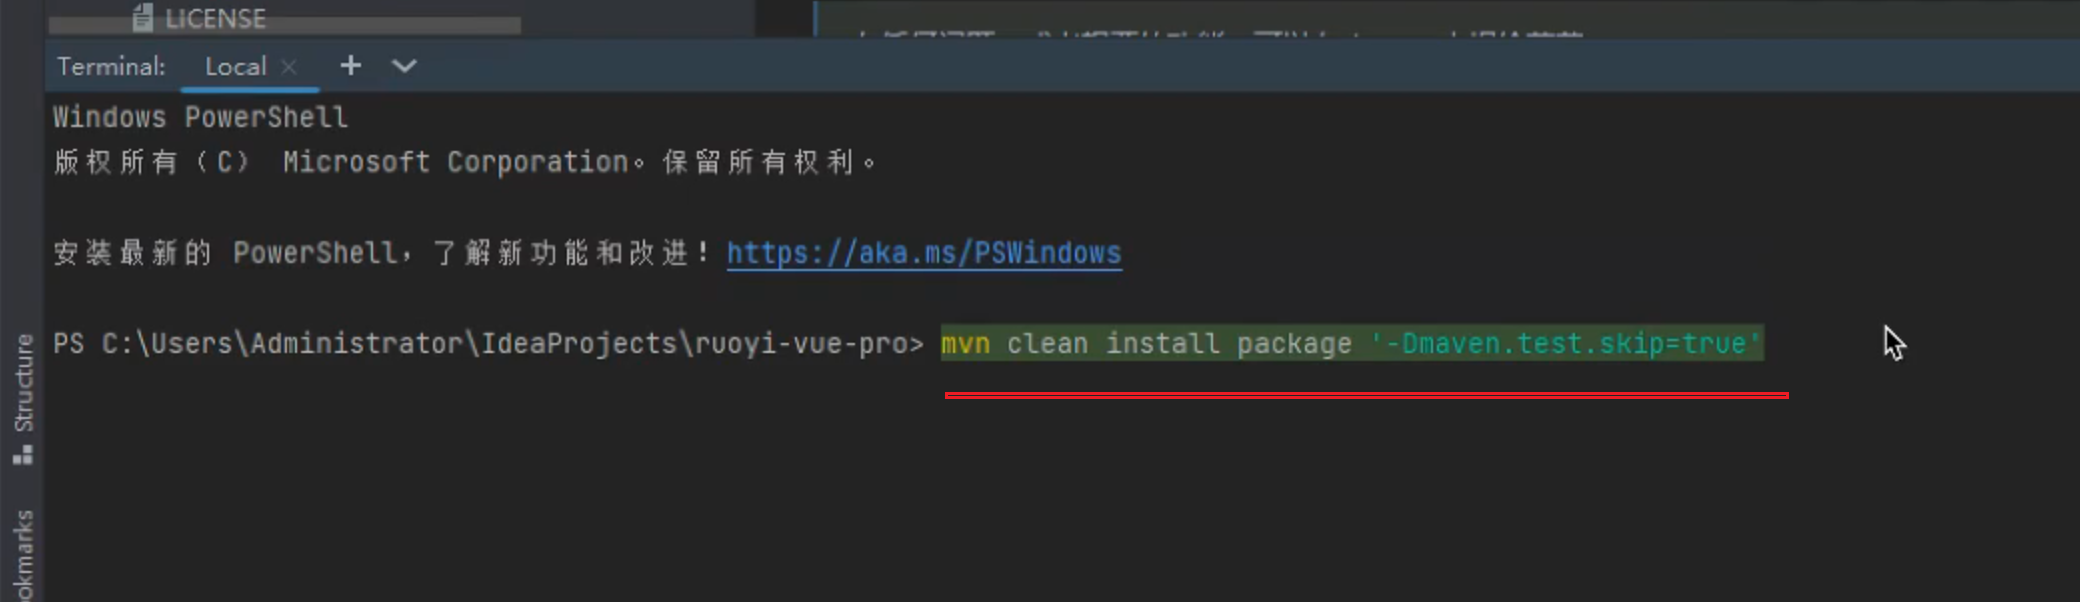 LICENSE
Terminal: Local × +
Windows PowerShell
版权所有（C） Microsoft Corporation。保留所有权利。
安装最新的 PowerShell，了解新功能和改进！https://aka.ms/PSWindows
PS C:\Users\Administrator\IdeaProjects\ruoyi-vue-pro> mvn clean install package '-Dmaven.test.skip=true'
Structure
ookmarks